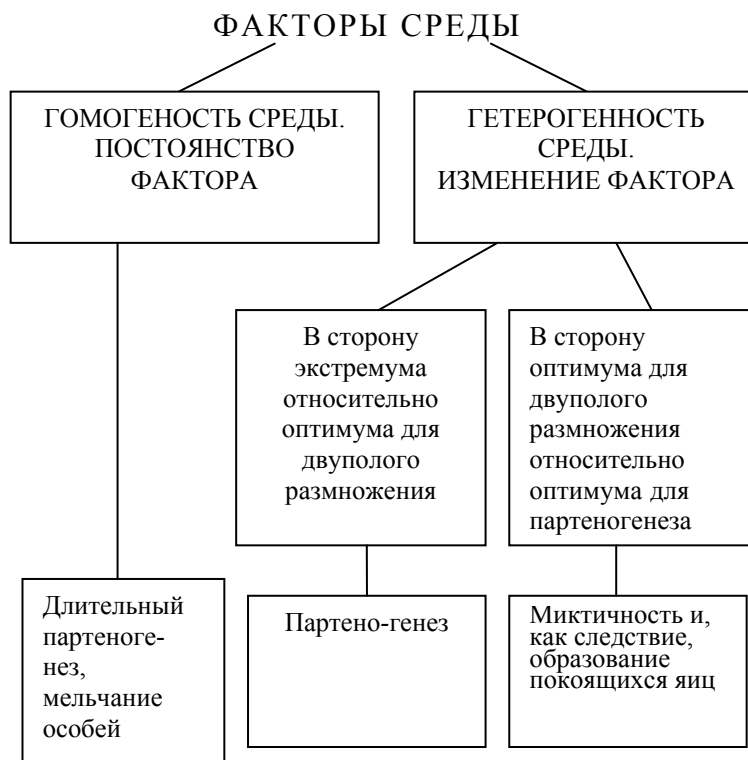 ФАКТОРЫ СРЕДЫ
ГОМОГЕНОСТЬ СРЕДЫ.
ПОСТОЯНСТВО
ФАКТОРА
ГЕТЕРОГЕННОСТЬ
СРЕДЫ.
ИЗМЕНЕНИЕ ФАКТОРА
В сторону
экстремума
относительно
оптимума для
двуполого
размножения
В сторону
оптимума для
двуполого
размножения
относительно
оптимума для
партеногенеза
Длительный
партеноге-
нез,
мельчание
особей
Партено-генез
Миктичность и,
как следствие,
образование
покоящихся яиц